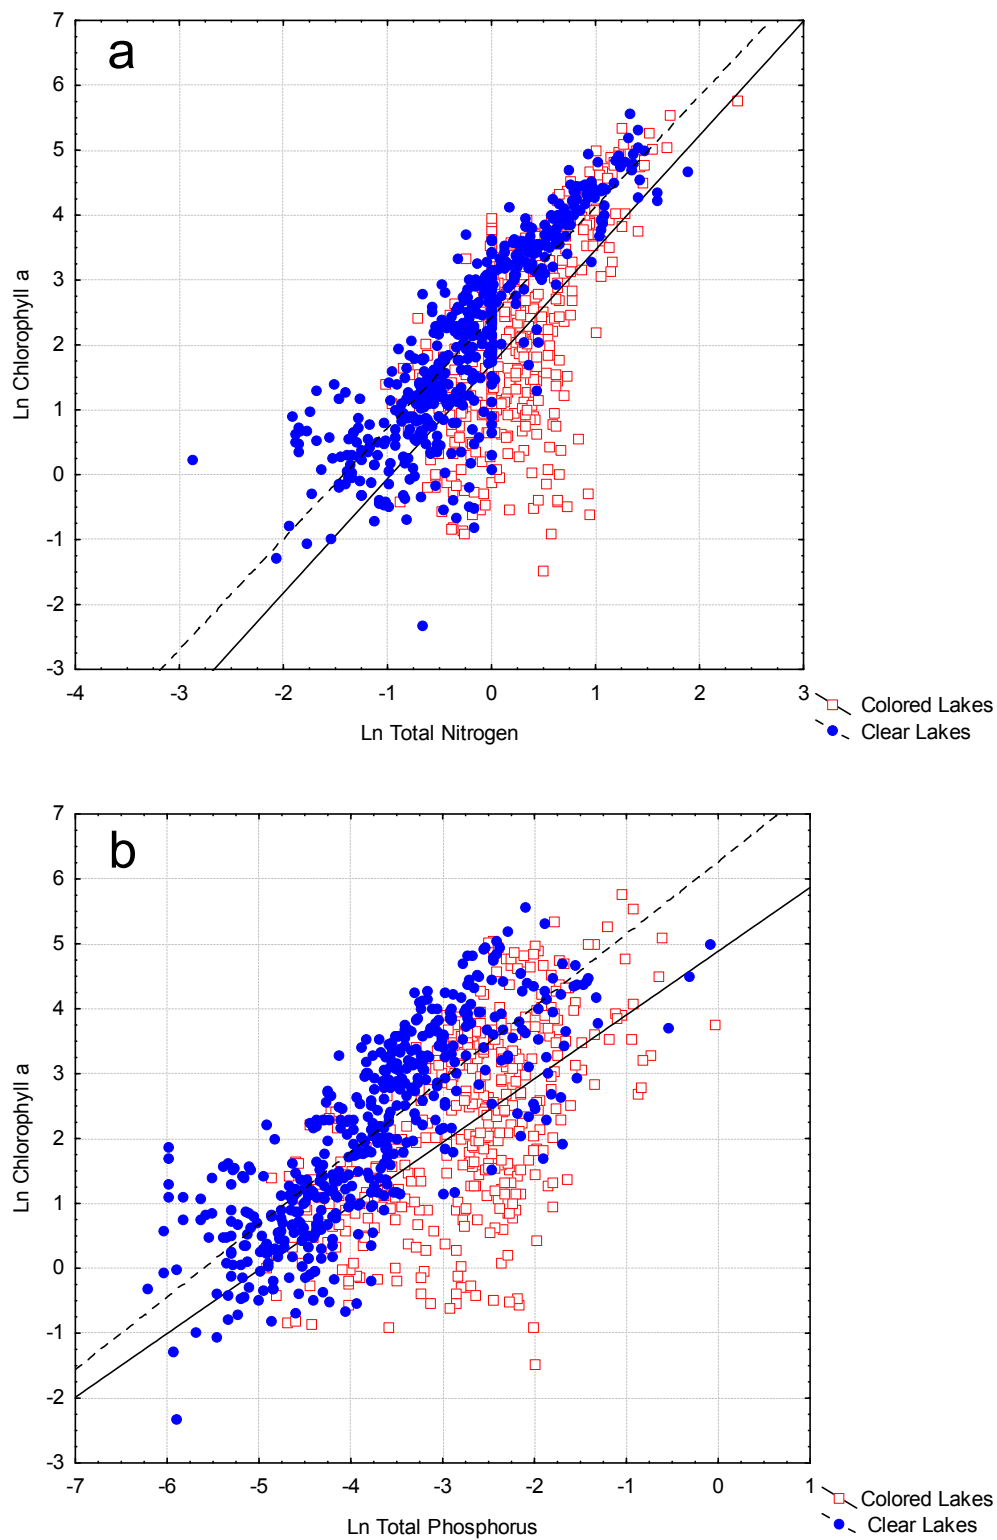 a
7
6
5
4
3
2
1
0
-1
-2
-3
Ln Chlorophyll a
-4 -3 -2 -1 0 1 2 3
Ln Total Nitrogen
Colored Lakes
Clear Lakes
b
7
6
5
4
3
2
1
0
-1
-2
-3
Ln Chlorophyll a
-7 -6 -5 -4 -3 -2 -1 0 1
Ln Total Phosphorus
Colored Lakes
Clear Lakes